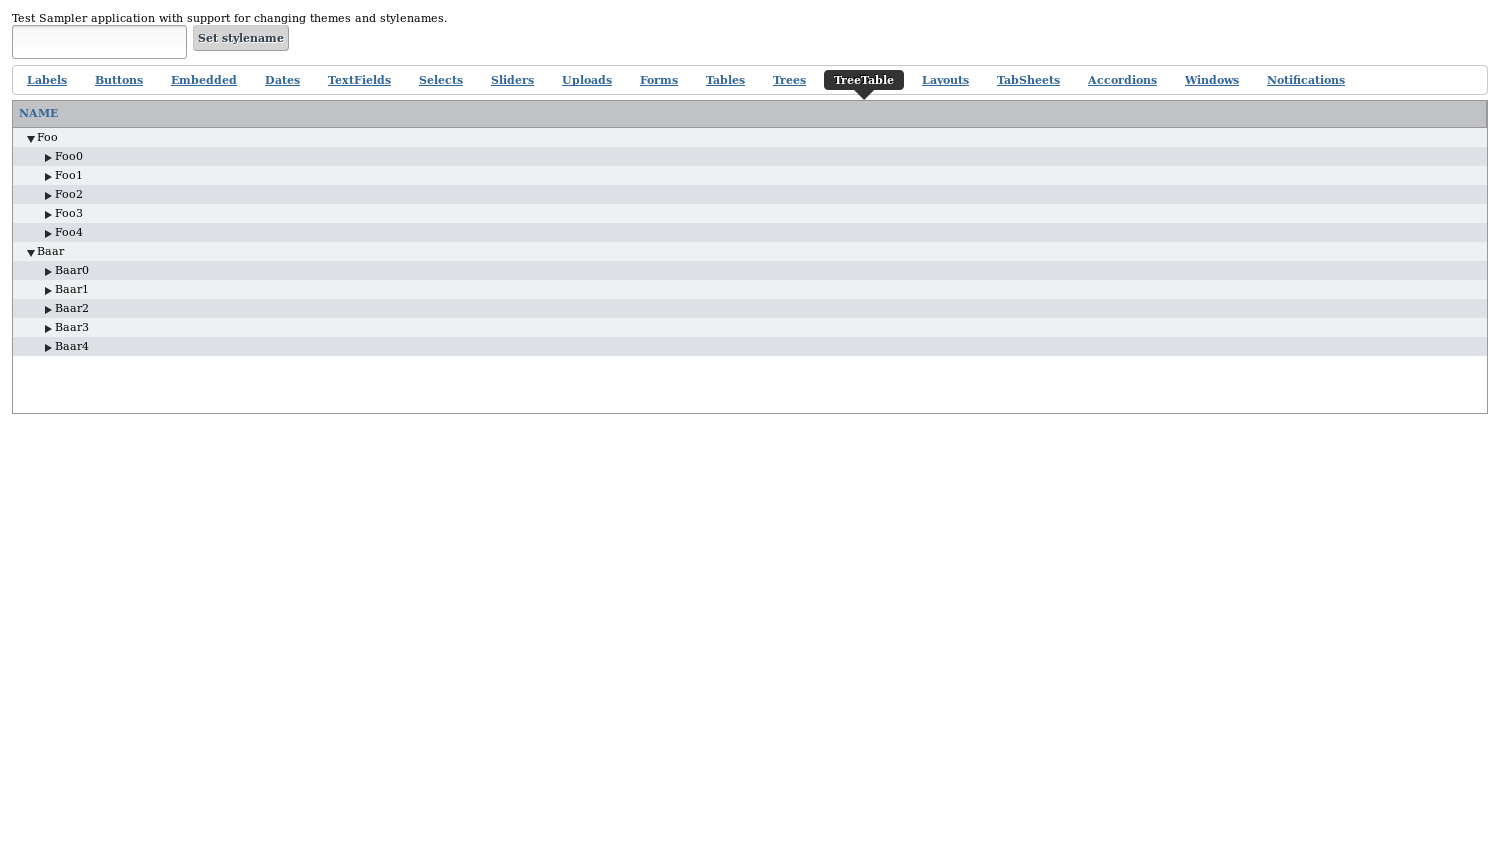 Test Sampler application with support for changing themes and stylenames.
Set stylename
Labels Buttons Embedded Dates TextFields Selects Sliders Uploads Forms Tables Trees TreeTable Layouts TabSheets Accordions Windows Notifications
NAME
Foo
Foo0
Foo1
Foo2
Foo3
Foo4
Baar
Baar0
Baar1
Baar2
Baar3
Baar4